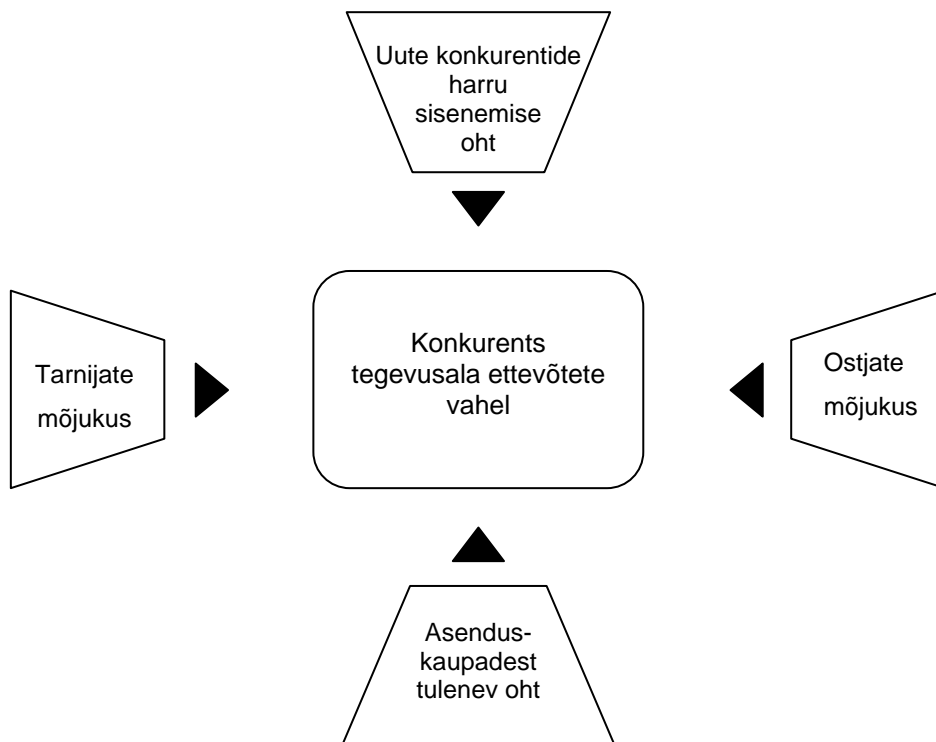 Uute konkurentide
harru
sisenemise
oht
Konkurents
tegevusala ettevõtete
vahel
Tarnijate
mõjukus
Ostjate
mõjukus
Asendus-
kaupadest
tulenev oht